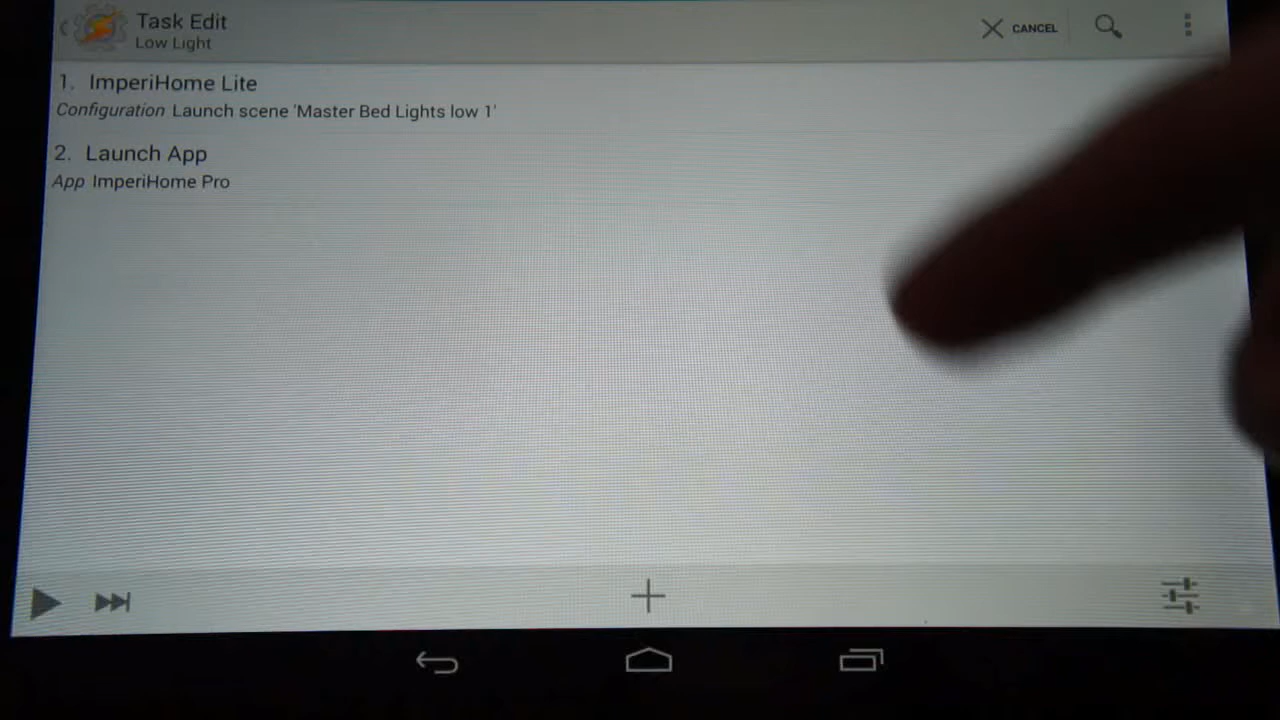 Task Edit
Low Light
CANCEL
1. ImperiHome Lite
Configuration Launch scene 'Master Bed Lights low 1'
2. Launch App
App ImperiHome Pro